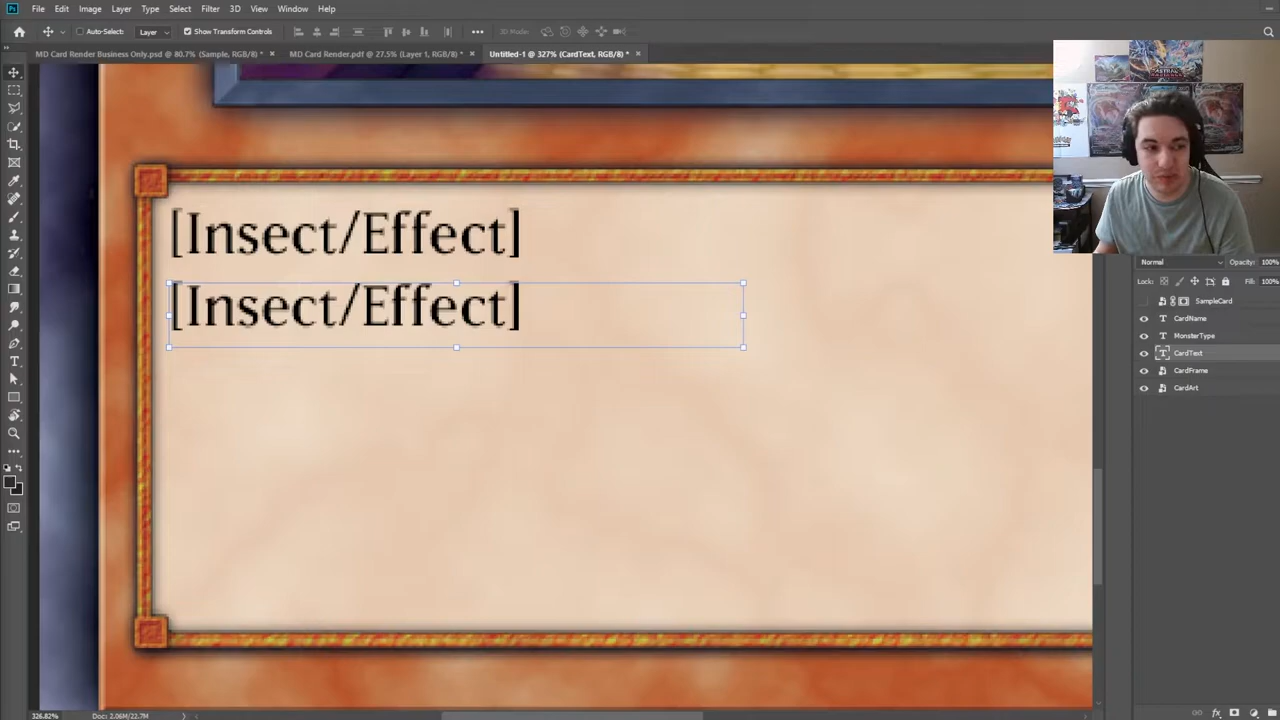 Ps File Edit Image Layer Type Select Filter 3D View Window Help
Auto-Select: Layer Show Transform Controls 3D Mode:
MD Card Render Business Only.psd @ 80.7% (Sample, RGB/8) * × MD Card Render.pdf @ 27.5% (Layer 1, RGB/8) * × Untitled-1 @ 327% (CardText, RGB/8) * ×
[Insect/Effect]
[Insect/Effect]
Normal Opacity: 100%
Lock: Fill: 100%
SampleCard
CardName
MonsterType
CardText
CardFrame
CardArt
326.82% Doc: 2.06M/22.7M